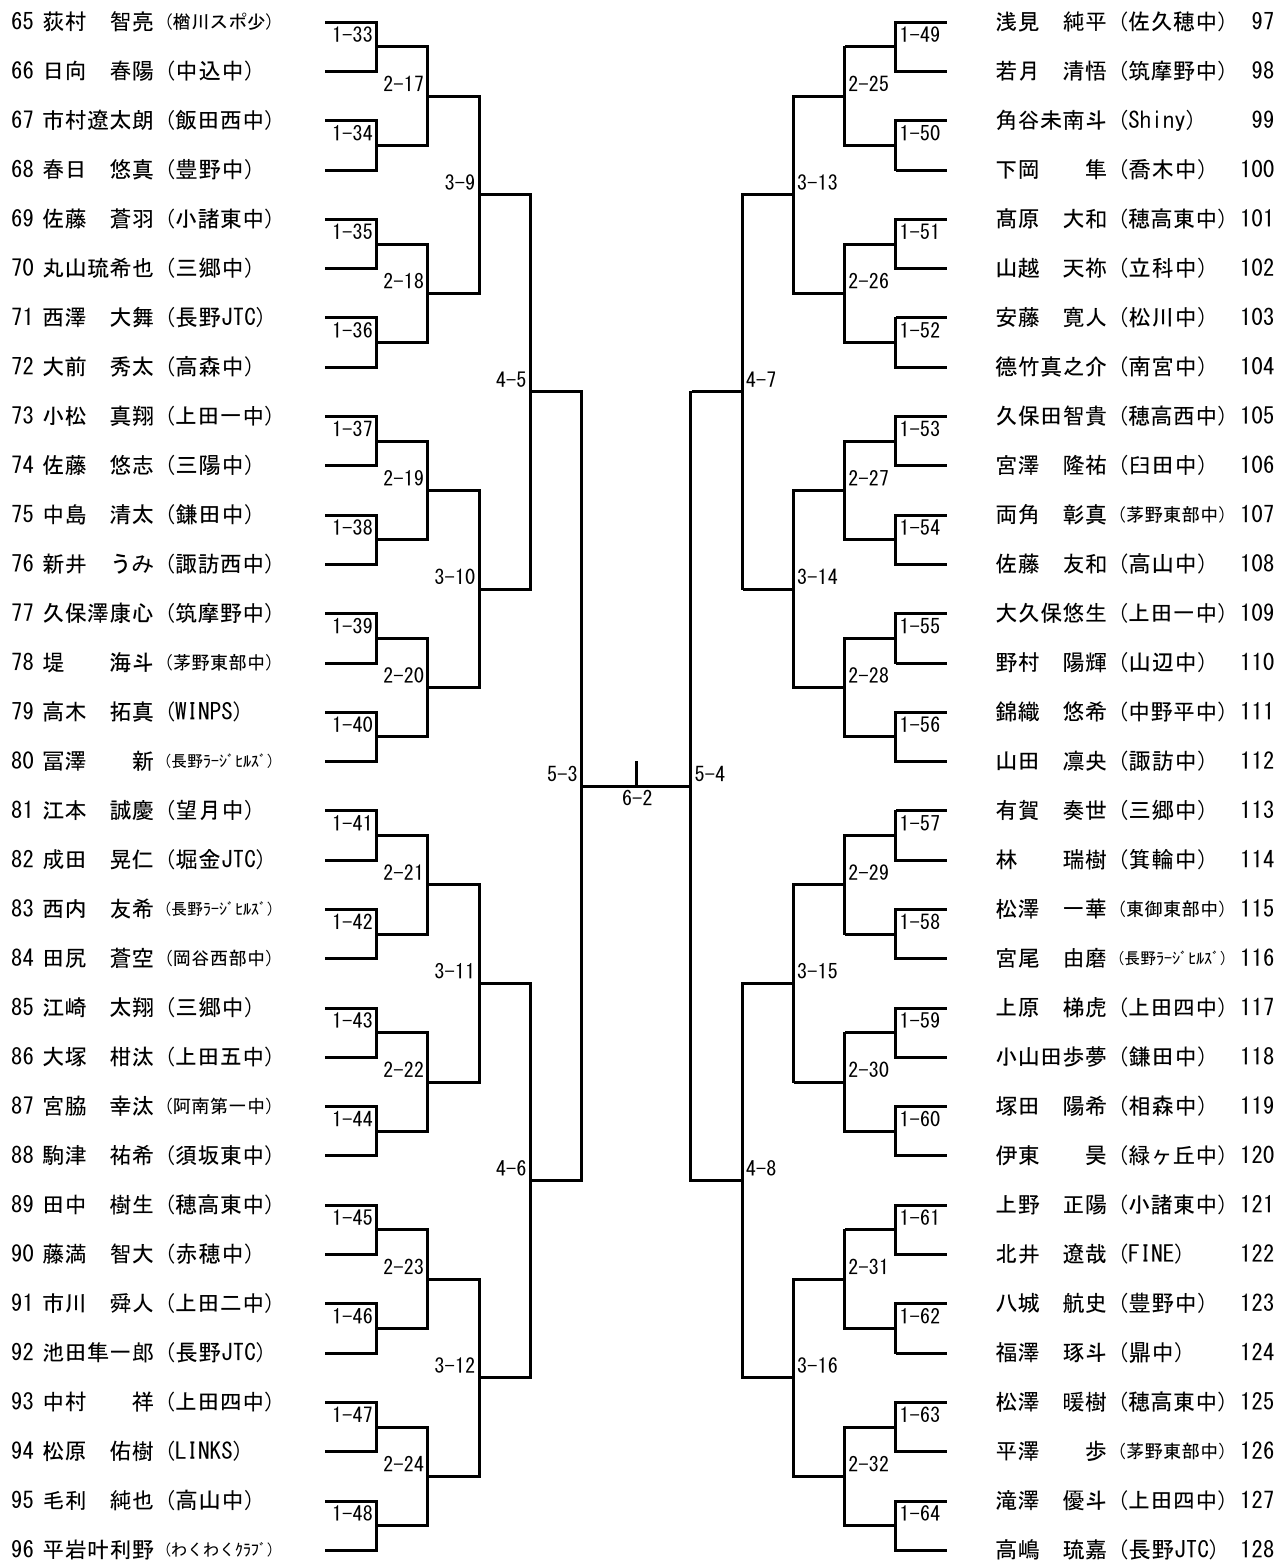 65 荻村　智亮 (楢川スポ少)
66 日向　春陽 (中込中)
67 市村遼太朗 (飯田西中)
68 春日　悠真 (豊野中)
69 佐藤　蒼羽 (小諸東中)
70 丸山琉希也 (三郷中)
71 西澤　大舞 (長野JTC)
72 大前　秀太 (高森中)
73 小松　真翔 (上田一中)
74 佐藤　悠志 (三陽中)
75 中島　清太 (鎌田中)
76 新井　うみ (諏訪西中)
77 久保澤康心 (筑摩野中)
78 堤　　海斗 (茅野東部中)
79 高木　拓真 (WINPS)
80 冨澤　　新 (長野ﾗｰｼﾞﾋﾙｽﾞ)
81 江本　誠慶 (望月中)
82 成田　晃仁 (堀金JTC)
83 西内　友希 (長野ﾗｰｼﾞﾋﾙｽﾞ)
84 田尻　蒼空 (岡谷西部中)
85 江崎　太翔 (三郷中)
86 大塚　柑汰 (上田五中)
87 宮脇　幸汰 (阿南第一中)
88 駒津　祐希 (須坂東中)
89 田中　樹生 (穂高東中)
90 藤満　智大 (赤穂中)
91 市川　舜人 (上田二中)
92 池田隼一郎 (長野JTC)
93 中村　　祥 (上田四中)
94 松原　佑樹 (LINKS)
95 毛利　純也 (高山中)
96 平岩叶利野 (わくわくｸﾗﾌﾞ)
1-33
1-34
1-35
1-36
1-37
1-38
1-39
1-40
1-41
1-42
1-43
1-44
1-45
1-46
1-47
1-48
2-17
2-18
2-19
2-20
2-21
2-22
2-23
2-24
3-9
3-10
3-11
3-12
4-5
4-6
5-3
6-2
5-4
4-7
4-8
3-13
3-14
3-15
3-16
2-25
2-26
2-27
2-28
2-29
2-30
2-31
2-32
1-49
1-50
1-51
1-52
1-53
1-54
1-55
1-56
1-57
1-58
1-59
1-60
1-61
1-62
1-63
1-64
浅見　純平 (佐久穂中) 97
若月　清悟 (筑摩野中) 98
角谷未南斗 (Shiny) 99
下岡　　隼 (喬木中) 100
髙原　大和 (穂高東中) 101
山越　天祢 (立科中) 102
安藤　寛人 (松川中) 103
德竹真之介 (南宮中) 104
久保田智貴 (穂高西中) 105
宮澤　隆祐 (臼田中) 106
両角　彰真 (茅野東部中) 107
佐藤　友和 (高山中) 108
大久保悠生 (上田一中) 109
野村　陽輝 (山辺中) 110
錦織　悠希 (中野平中) 111
山田　凛央 (諏訪中) 112
有賀　奏世 (三郷中) 113
林　　瑞樹 (箕輪中) 114
松澤　一華 (東御東部中) 115
宮尾　由磨 (長野ﾗｰｼﾞﾋﾙｽﾞ) 116
上原　梯虎 (上田四中) 117
小山田歩夢 (鎌田中) 118
塚田　陽希 (相森中) 119
伊東　　昊 (緑ヶ丘中) 120
上野　正陽 (小諸東中) 121
北井　遼哉 (FINE) 122
八城　航史 (豊野中) 123
福澤　琢斗 (鼎中) 124
松澤　暖樹 (穂高東中) 125
平澤　　歩 (茅野東部中) 126
滝澤　優斗 (上田四中) 127
高嶋　琉嘉 (長野JTC) 128